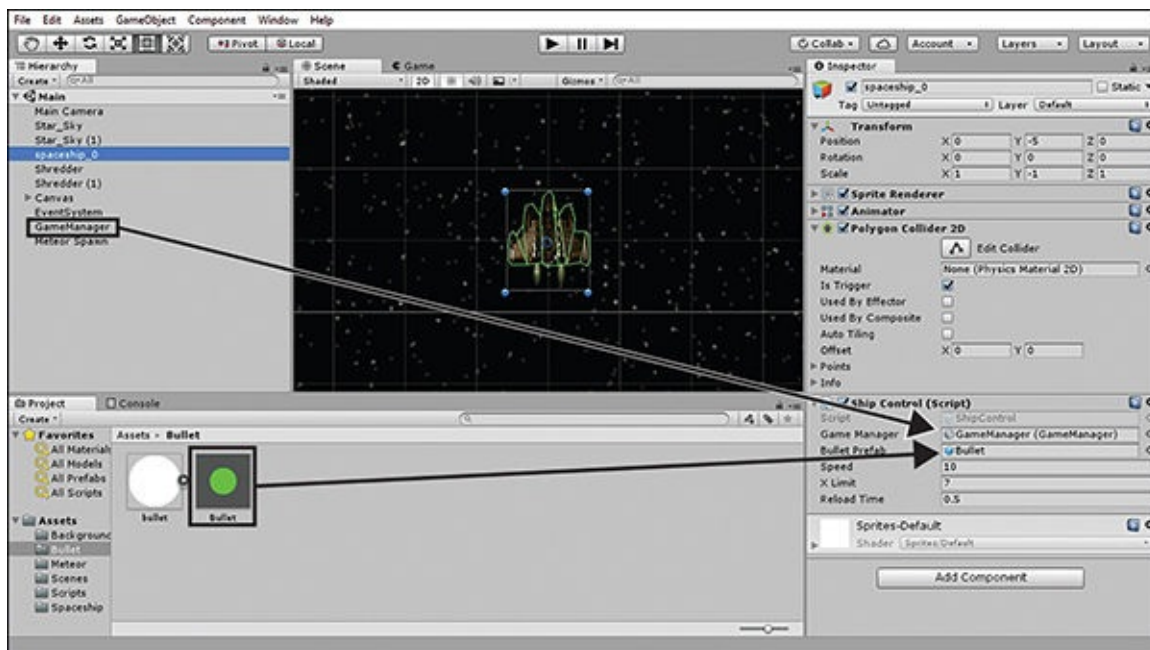 File Edit Assets GameObject Component Window Help
Pivot Local Collab Account Layers Layout
Hierarchy
Create All
Main
Main Camera
Star_Sky
Star_Sky (1)
spaceship_0
Shredder
Shredder (1)
Canvas
EventSystem
GameManager
Meteor Spawn
Scene Game
Shaded 2D Gizmos All
Inspector
spaceship_0 Static
Tag Untagged Layer Default
Transform
Position X 0 Y -5 Z 0
Rotation X 0 Y 0 Z 0
Scale X 1 Y -1 Z 1
Sprite Renderer
Animator
Polygon Collider 2D
Edit Collider
Material None (Physics Material 2D)
Is Trigger
Used By Effector
Used By Composite
Auto Tiling
Offset X 0 Y 0
Points
Info
Ship Control (Script)
Script ShipControl
Game Manager GameManager (GameManager)
Bullet Prefab Bullet
Speed 10
X Limit 7
Reload Time 0.5
Sprites-Default
Shader Sprites/Default
Add Component
Project Console
Create
Favorites
All Materials
All Models
All Prefabs
All Scripts
Assets
Background
Bullet
Meteor
Scenes
Scripts
Spaceship
Assets Bullet
bullet Bullet